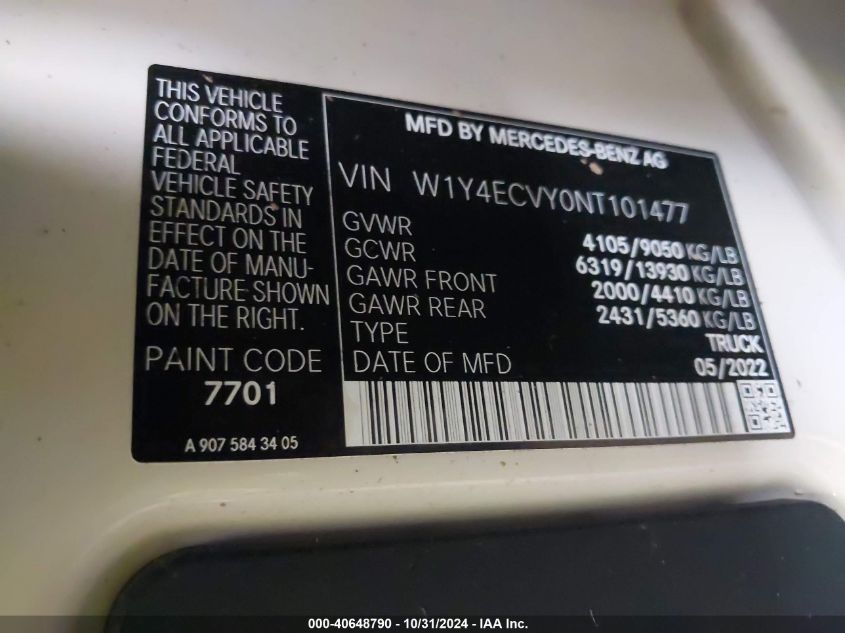 THIS VEHICLE
CONFORMS TO
ALL APPLICABLE
FEDERAL
VEHICLE SAFETY
STANDARDS IN
EFFECT ON THE
DATE OF MANU-
FACTURE SHOWN
ON THE RIGHT.
PAINT CODE
7701
A 907 584 34 05
MFD BY MERCEDES-BENZ AG
VIN W1Y4ECVY0NT101477
GVWR 4105/9050 KG/LB
GCWR 6319/13930 KG/LB
GAWR FRONT 2000/4410 KG/LB
GAWR REAR 2431/5360 KG/LB
TYPE TRUCK
DATE OF MFD 05/2022
000-40648790 - 10/31/2024 - IAA Inc.